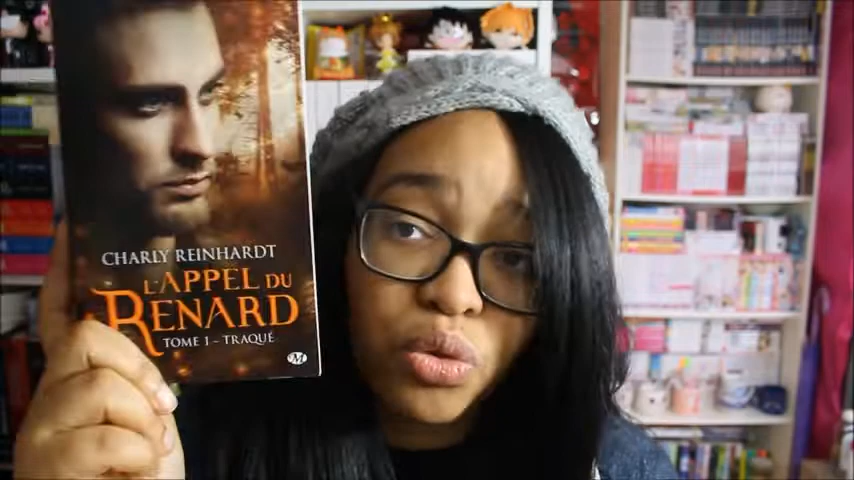 CHARLY REINHARDT
L'APPEL DU
RENARD
TOME 1 - TRAQUÉ
M